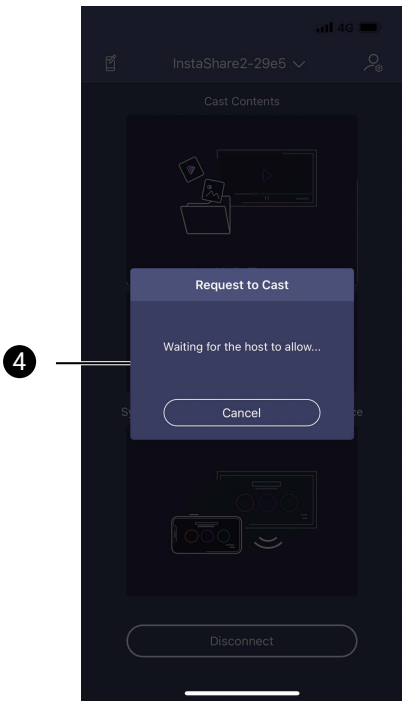 4G
InstaShare2-29e5
Cast Contents
Request to Cast
4
Waiting for the host to allow...
Cancel
Disconnect